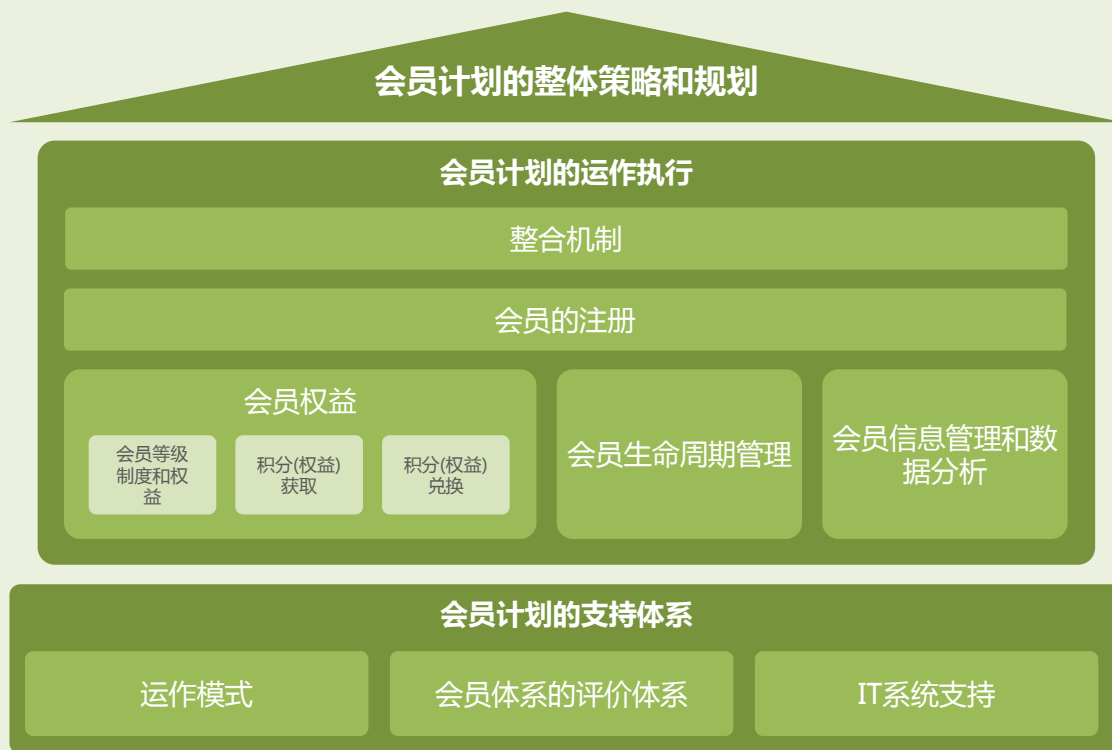 会员计划的整体策略和规划
会员计划的运作执行
整合机制
会员的注册
会员权益
会员等级
制度和权
益
积分(权益)
获取
积分(权益)
兑换
会员生命周期管理
会员信息管理和数
据分析
会员计划的支持体系
运作模式
会员体系的评价体系
IT系统支持